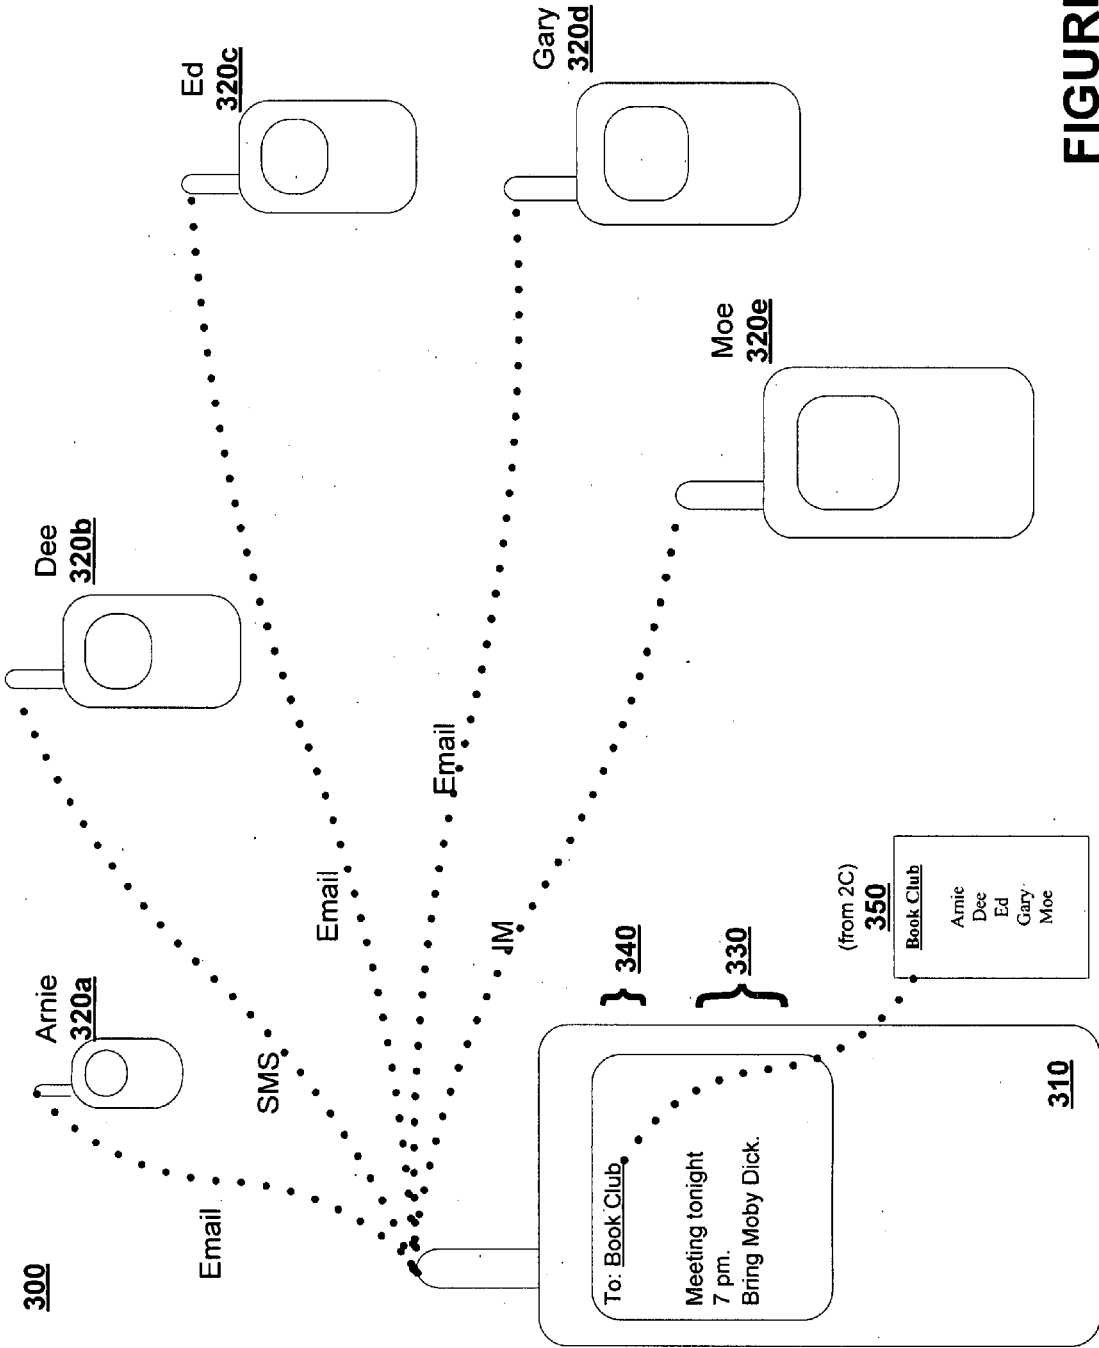 300
Arnie
320a
Dee
320b
Ed
320c
Gary
320d
Moe
320e
Email
SMS
Email
Email
IM
To: Book Club
Meeting tonight
7 pm.
Bring Moby Dick.
340
330
310
(from 2C)
350
Book Club
Arnie
Dee
Ed
Gary
Moe